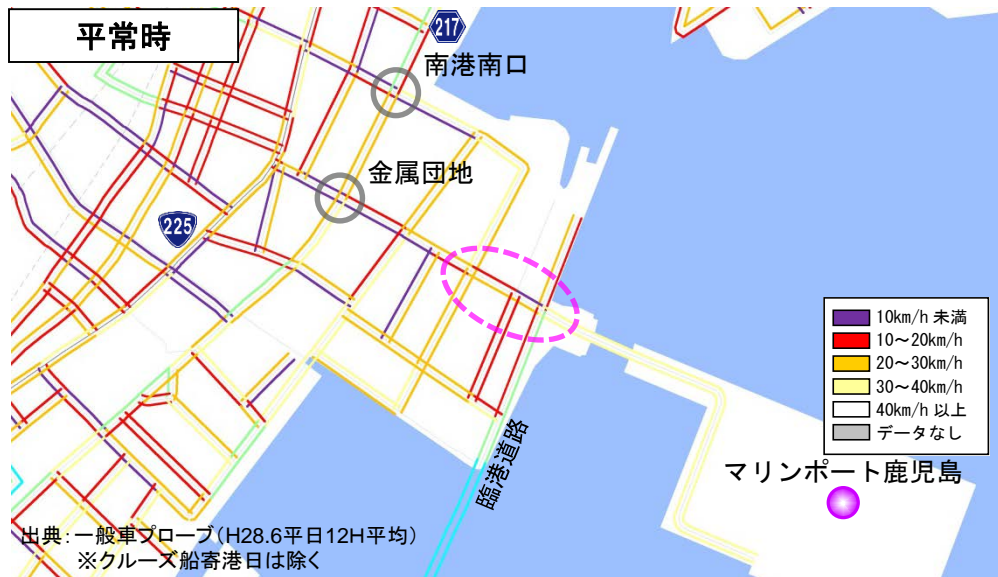 平常時
217
南港南口
金属団地
225
10km/h 未満
10～20km/h
20～30km/h
30～40km/h
40km/h 以上
データなし
マリンポート鹿児島
臨港道路
出典：一般車プローブ(H28.6平日12H平均)
※クルーズ船寄港日は除く